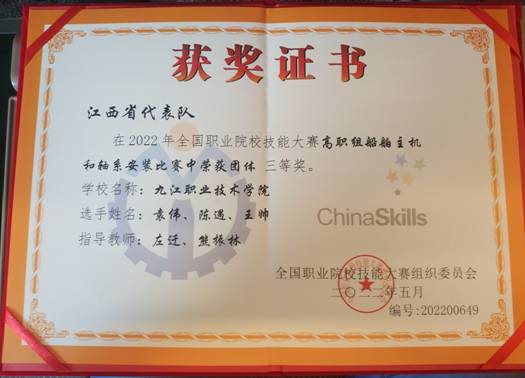 获奖证书
江西省代表队
在2022年全国职业院校技能大赛高职组船舶主机
和轴系安装比赛中荣获团体 三等奖。
学校名称：九江职业技术学院
选手姓名：袁伟、陈遇、王帅
指导教师：左迁、熊振林
ChinaSkills
全国职业院校技能大赛组织委员会
二〇二二年五月
编号:202200649